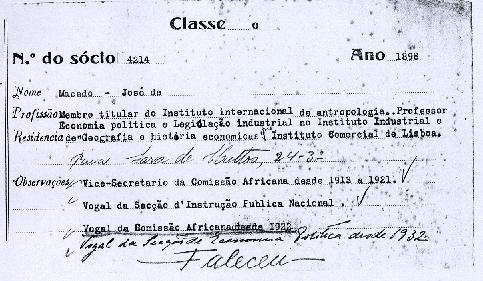 Classe o
N.º do sócio 4214 Ano 1898
Nome Macedo - José de
Profissão Membro titular do Instituto internacional de antropologia. Professor
Economia politica e Legislação industrial no Instituto Industrial e
Residencia de "Geografia e história economicas" Instituto Comercial de Lisboa.
Rua de 24-3-
Observações Vice-Secretario da Comissão Africana desde 1913 a 1921.
Vogal da Secção d'Instrução Publica Nacional.
Vogal da Comissão Africana desde 1922
Vogal da Secção de Economia Politica desde 1932
Faleceu